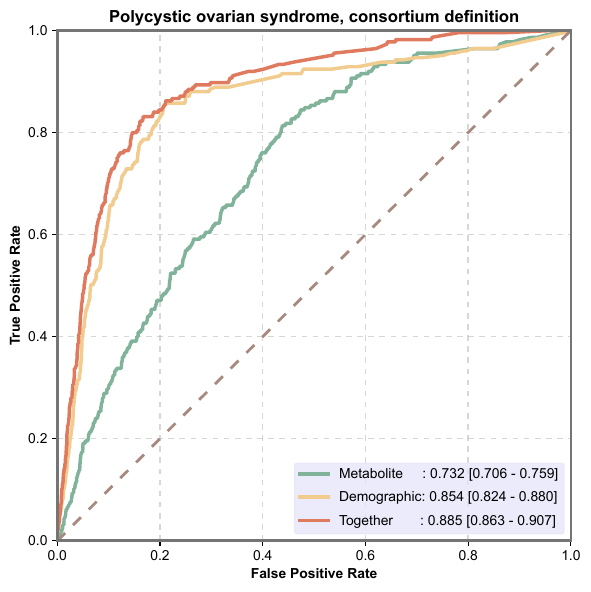 Polycystic ovarian syndrome, consortium definition
1.0
0.8
0.6
0.4
0.2
0.0
True Positive Rate
Metabolite : 0.732 [0.706 - 0.759]
Demographic: 0.854 [0.824 - 0.880]
Together : 0.885 [0.863 - 0.907]
0.0 0.2 0.4 0.6 0.8 1.0
False Positive Rate